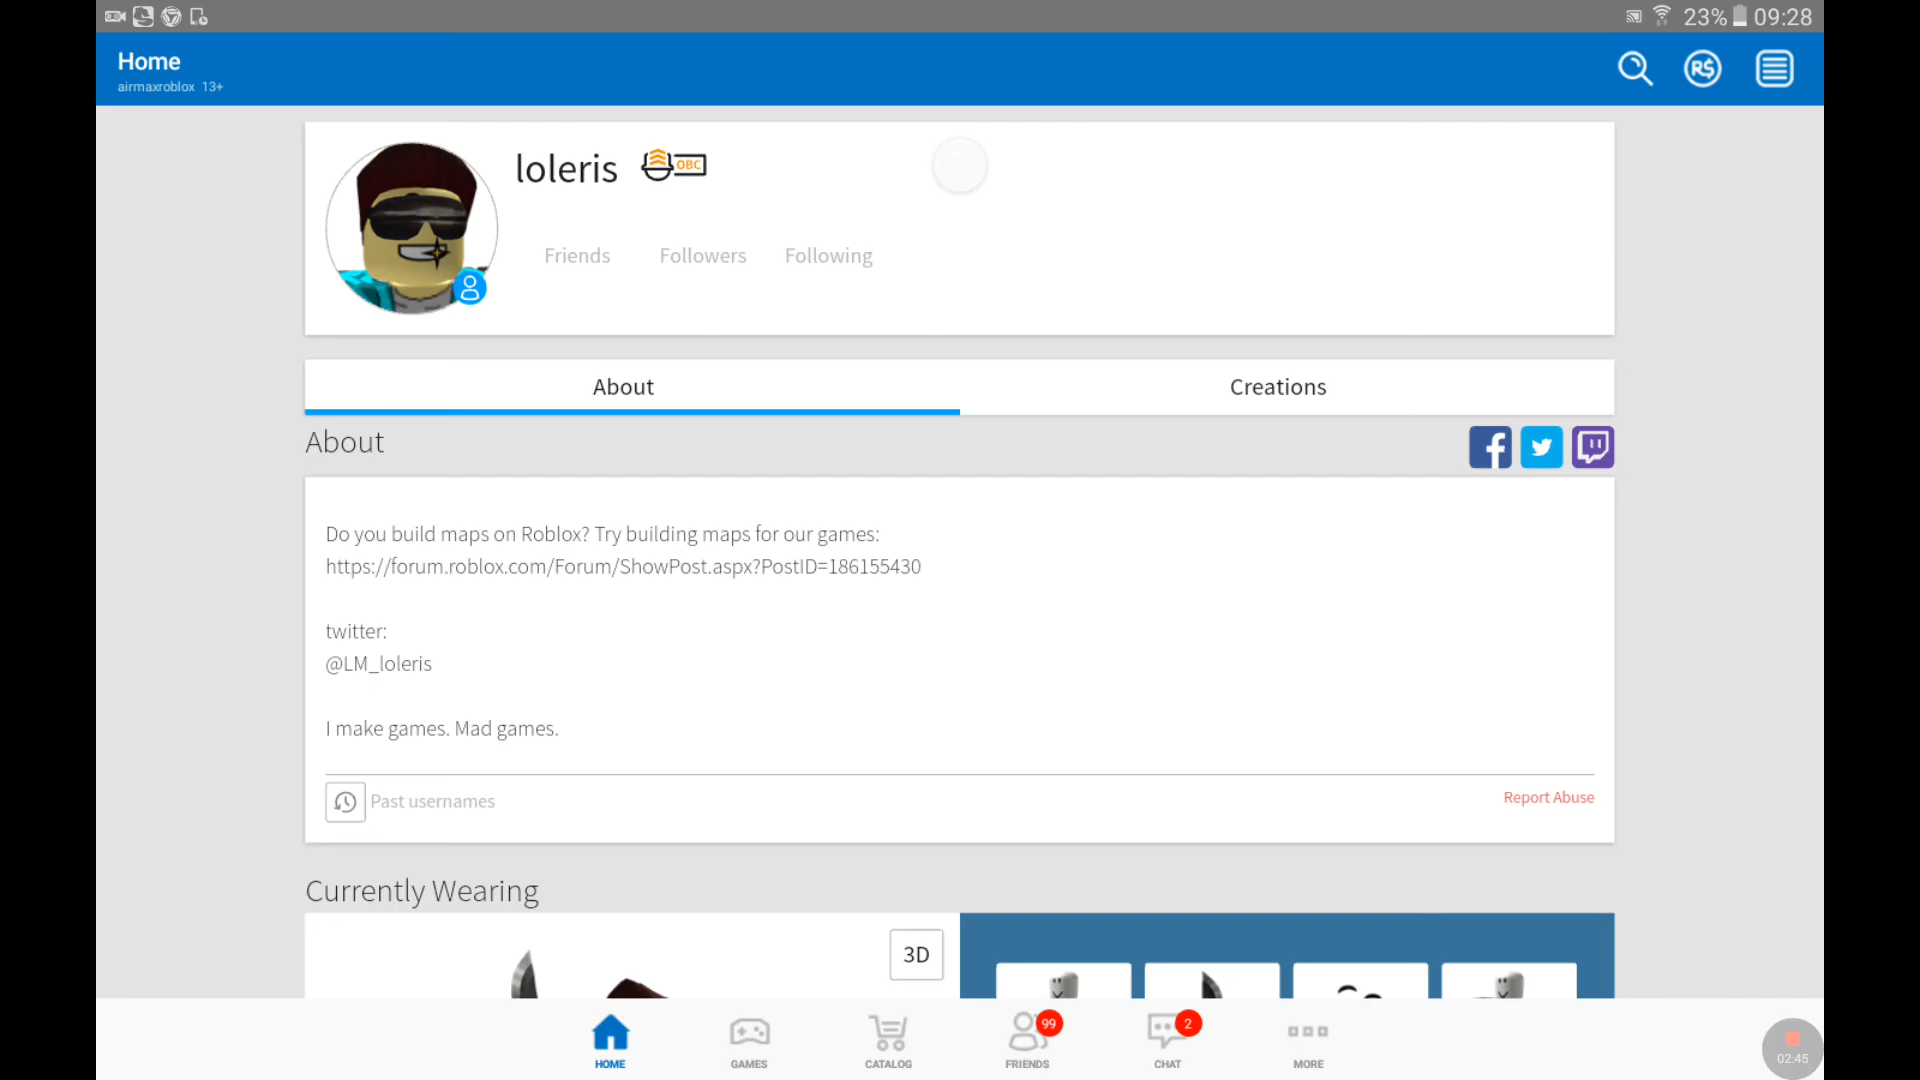 23% 09:28
Home
airmaxroblox 13+
R$
loleris
OBC
Friends Followers Following
About Creations
About
Do you build maps on Roblox? Try building maps for our games:
https://forum.roblox.com/Forum/ShowPost.aspx?PostID=186155430
twitter:
@LM_loleris
I make games. Mad games.
Past usernames
Report Abuse
Currently Wearing
3D
99 2
HOME GAMES CATALOG FRIENDS CHAT MORE
02:45